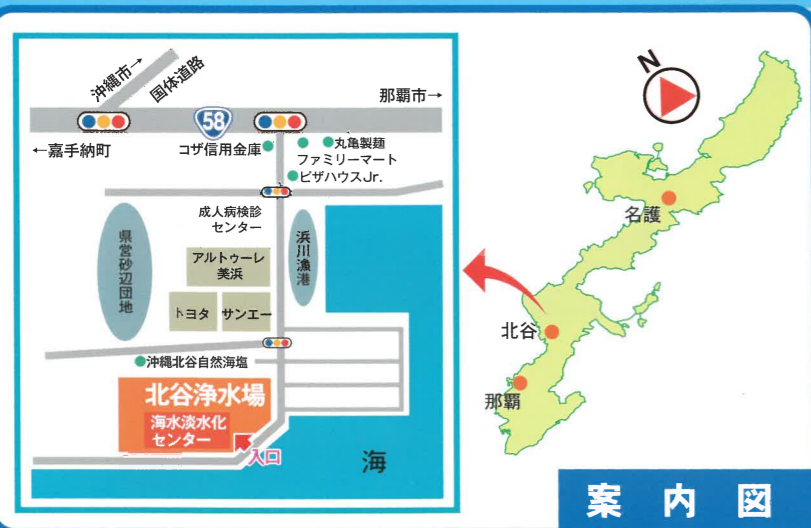 沖縄市→
国体道路
58
那覇市→
←嘉手納町
コザ信用金庫
丸亀製麺
ファミリーマート
ピザハウスJr.
成人病検診
センター
県営砂辺団地
浜川漁港
アルトゥーレ
美浜
トヨタ
サンエー
沖縄北谷自然海塩
北谷浄水場
海水淡水化
センター
入口
海
N
名護
北谷
那覇
案内図